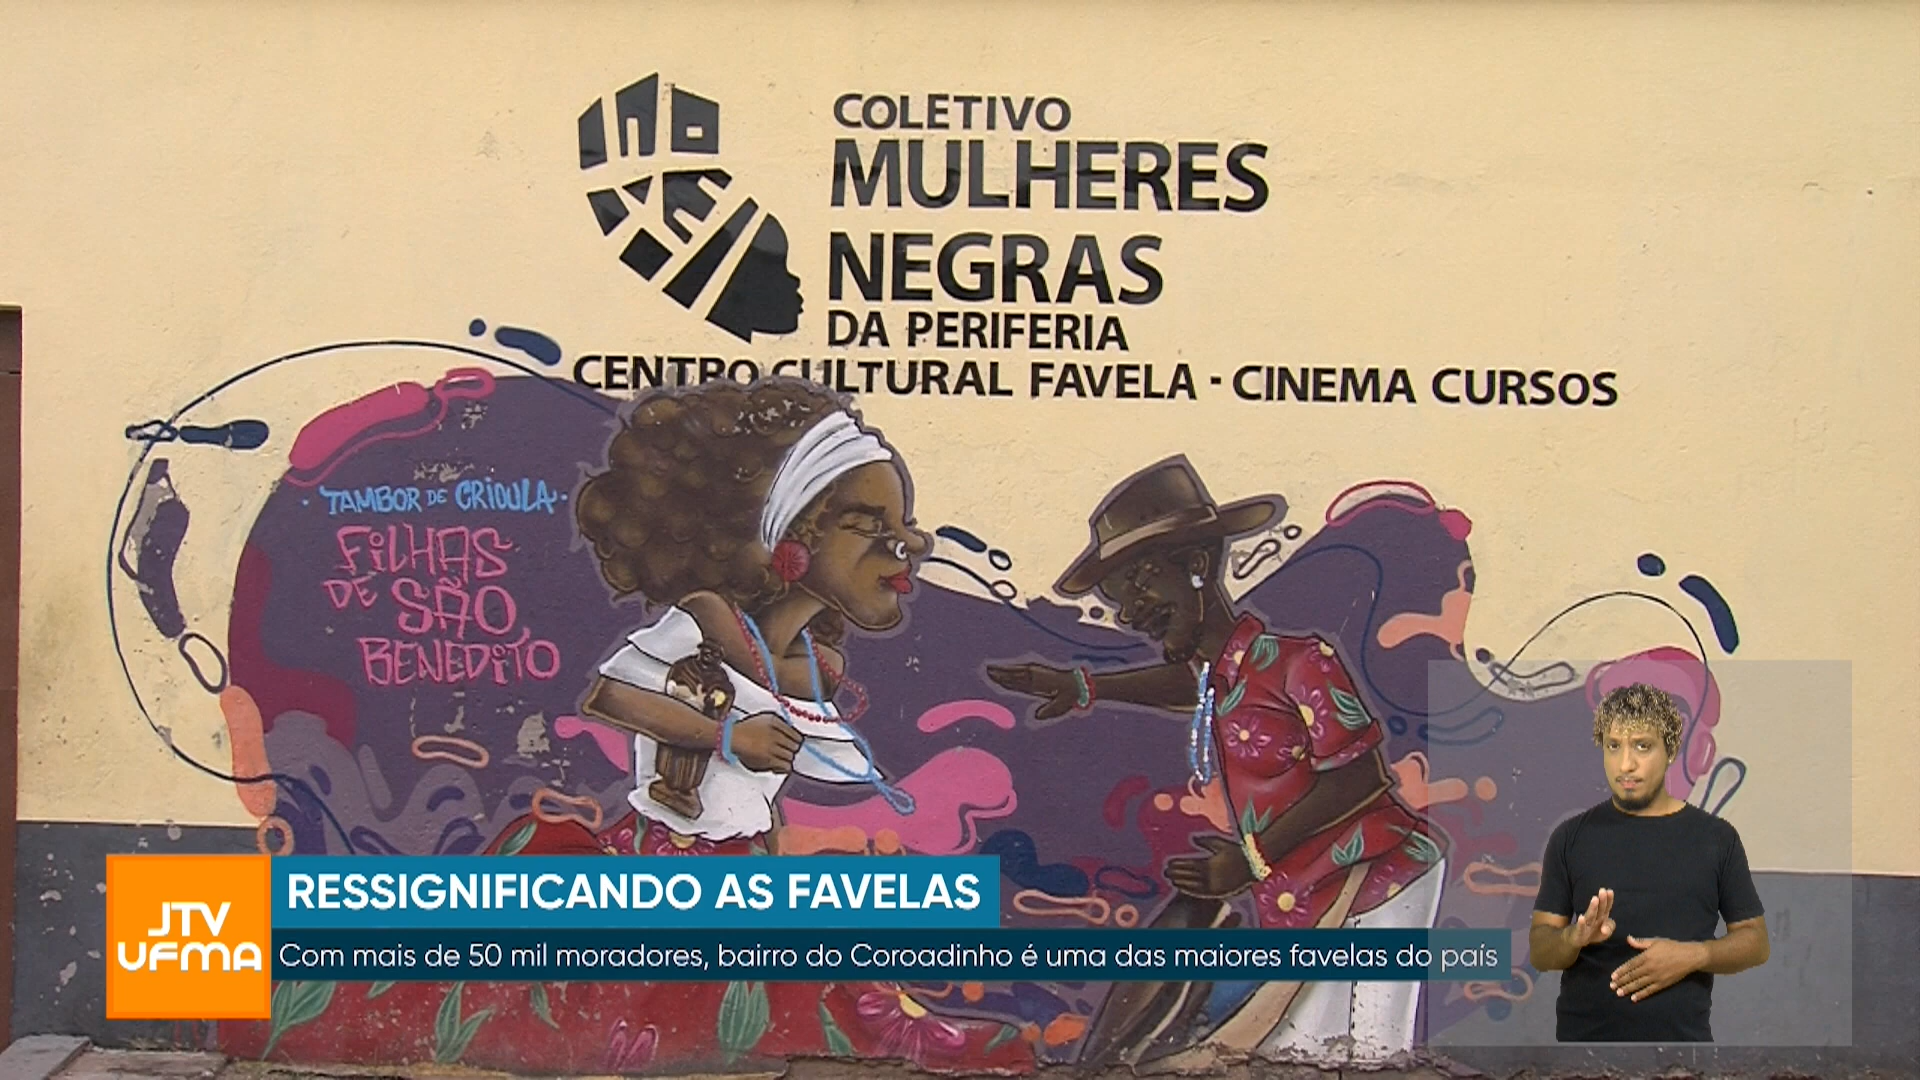 COLETIVO
MULHERES
NEGRAS
DA PERIFERIA
CENTRO CULTURAL FAVELA - CINEMA CURSOS
· TAMBOR DE CRIOULA ·
FILHAS
DE SÃO
BENEDITO
RESSIGNIFICANDO AS FAVELAS
JTV
UFMA
Com mais de 50 mil moradores, bairro do Coroadinho é uma das maiores favelas do país